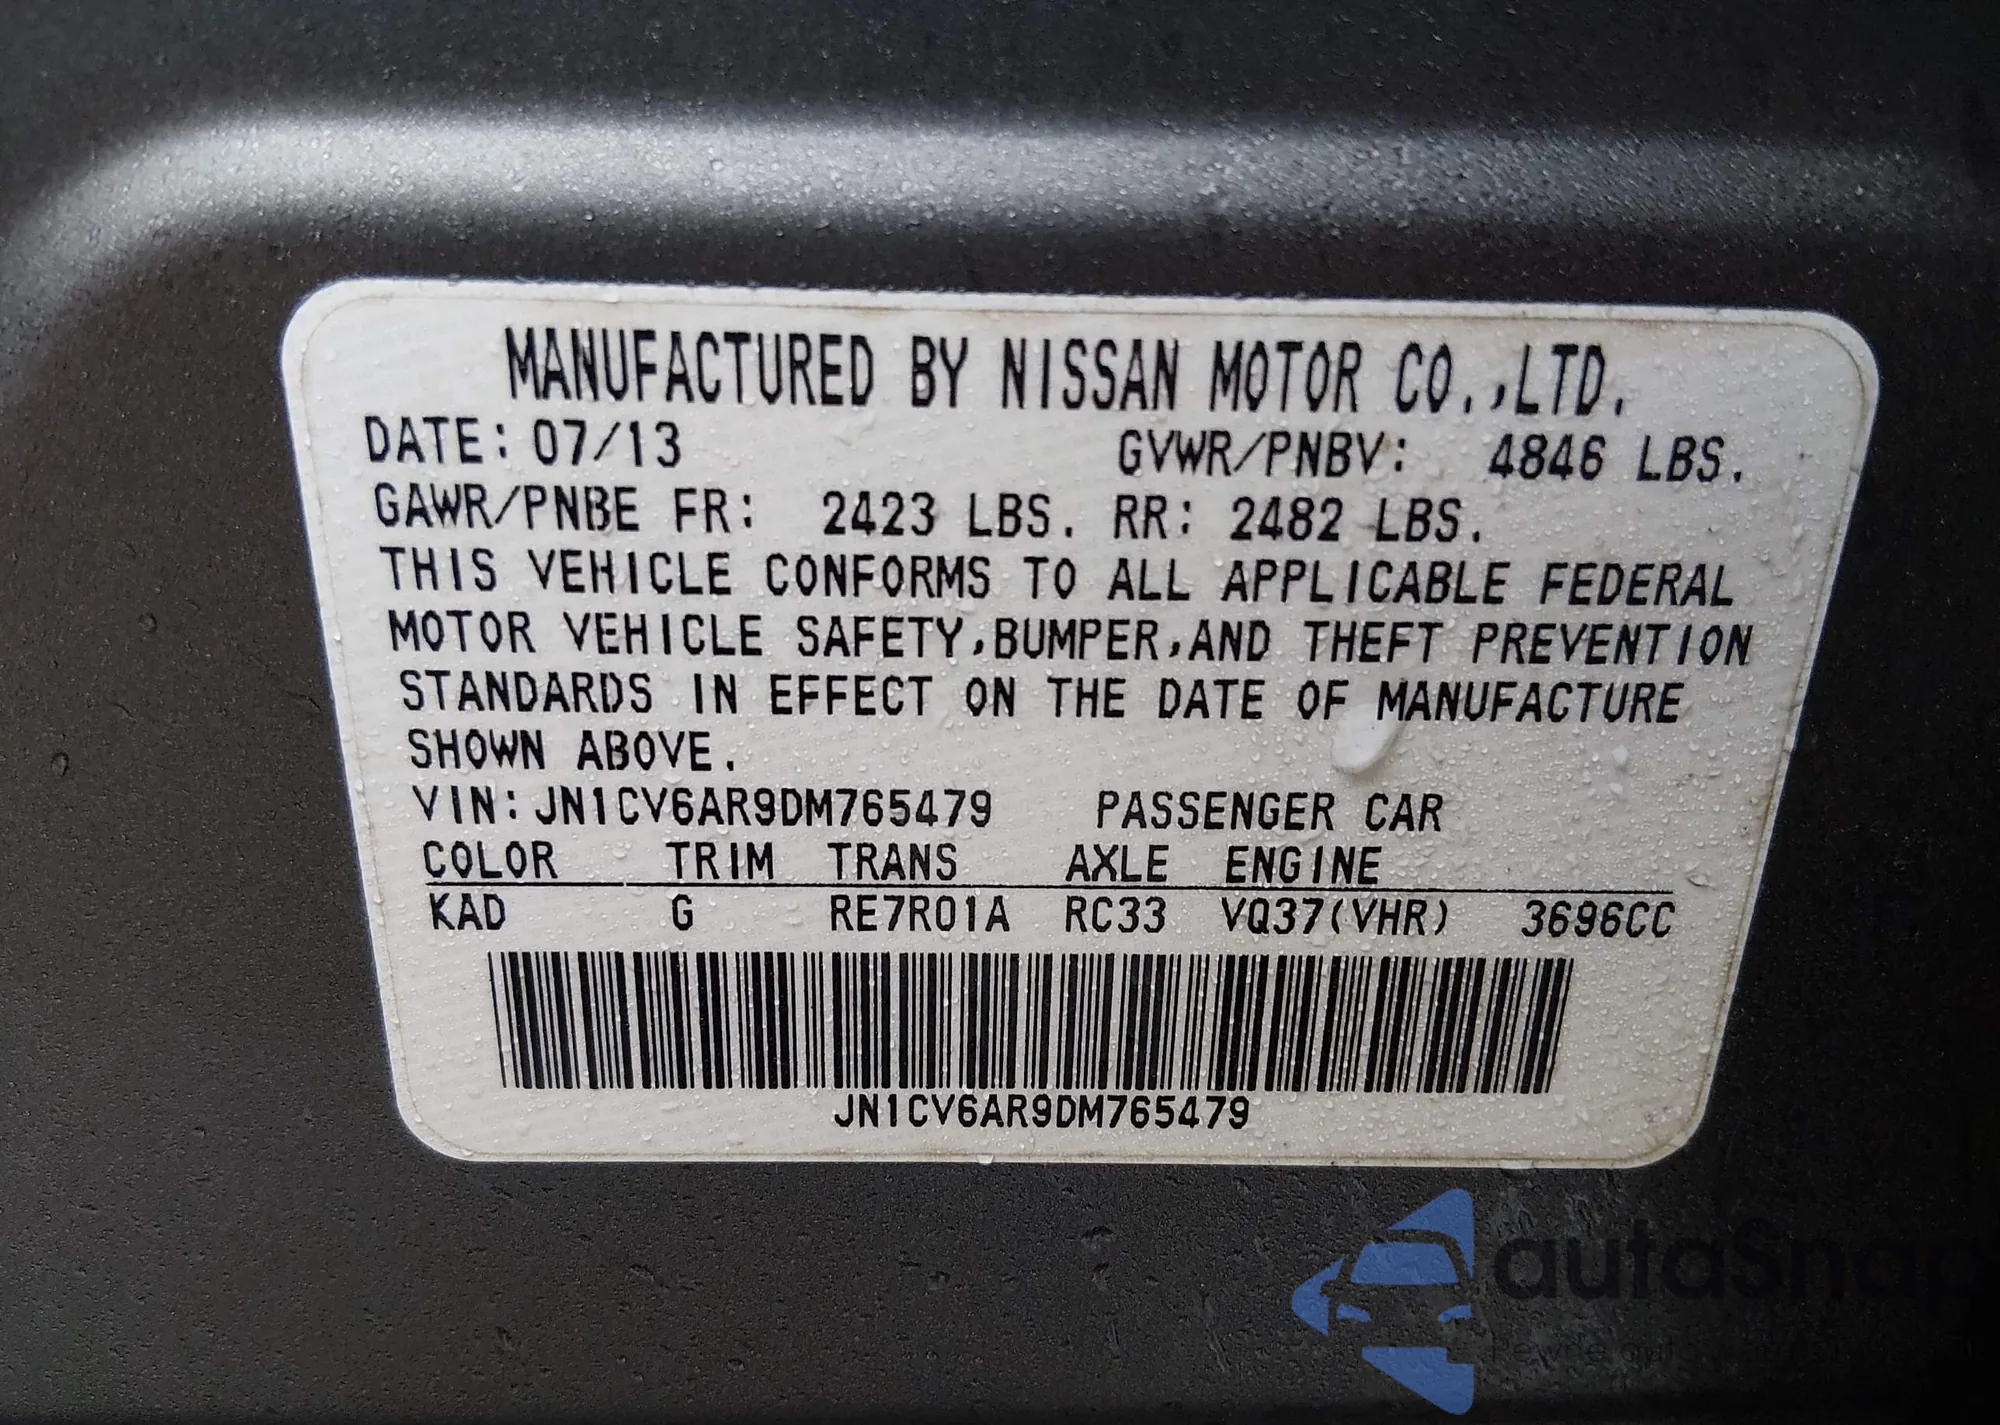 MANUFACTURED BY NISSAN MOTOR CO.,LTD.
DATE: 07/13 GVWR/PNBV: 4846 LBS.
GAWR/PNBE FR: 2423 LBS. RR: 2482 LBS.
THIS VEHICLE CONFORMS TO ALL APPLICABLE FEDERAL
MOTOR VEHICLE SAFETY,BUMPER,AND THEFT PREVENTION
STANDARDS IN EFFECT ON THE DATE OF MANUFACTURE
SHOWN ABOVE.
VIN:JN1CV6AR9DM765479 PASSENGER CAR
COLOR TRIM TRANS AXLE ENGINE
KAD G RE7R01A RC33 VQ37(VHR) 3696CC
JN1CV6AR9DM765479
autaSnap
Pewne auto